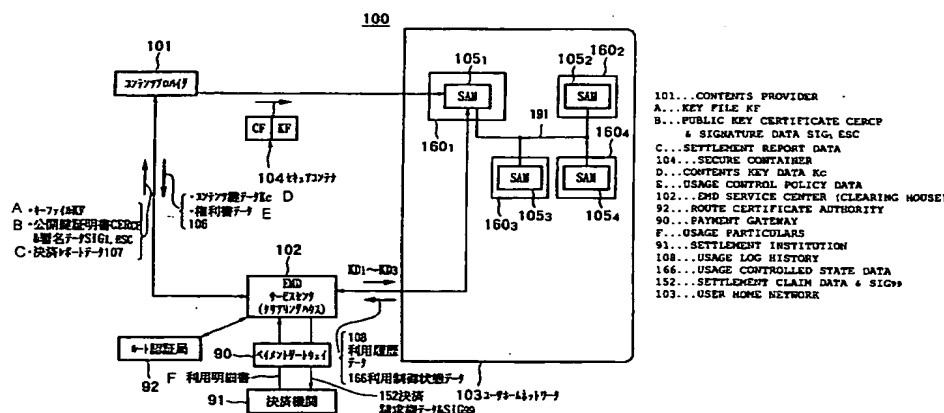 100
101
コンテンツプロバイダ
CF KF
104 セキュアコンテナ
A ・キーファイルKF
B ・公開鍵証明書CERCP
&署名データSIG1, ESC
C ・決済レポートデータ107
・コンテンツ鍵データKc D
・権利書データ E
106
102
EMD
サービスセンタ
(クリアリングハウス)
KD1~KD3
ルート認証局
92
90
ペイメントゲートウェイ
F 利用明細書
91
決済機関
108
利用履歴
データ
166利用制御状態データ
152決済
請求権データ&SIG99
105₁
SAM
160₁
105₂
160₂
SAM
191
SAM
160₃
105₃
160₄
SAM
105₄
103 ユーザホームネットワーク
101...CONTENTS PROVIDER
A...KEY FILE KF
B...PUBLIC KEY CERTIFICATE CERCP
& SIGNATURE DATA SIG₁ ESC
C...SETTLEMENT REPORT DATA
104...SECURE CONTAINER
D...CONTENTS KEY DATA Kc
E...USAGE CONTROL POLICY DATA
102...EMD SERVICE CENTER (CLEARING HOUSE)
92...ROUTE CERTIFICATE AUTHORITY
90...PAYMENT GATEWAY
F...USAGE PARTICULARS
91...SETTLEMENT INSTITUTION
108...USAGE LOG HISTORY
166...USAGE CONTROLLED STATE DATA
152...SETTLEMENT CLAIM DATA & SIG99
103...USER HOME NETWORK